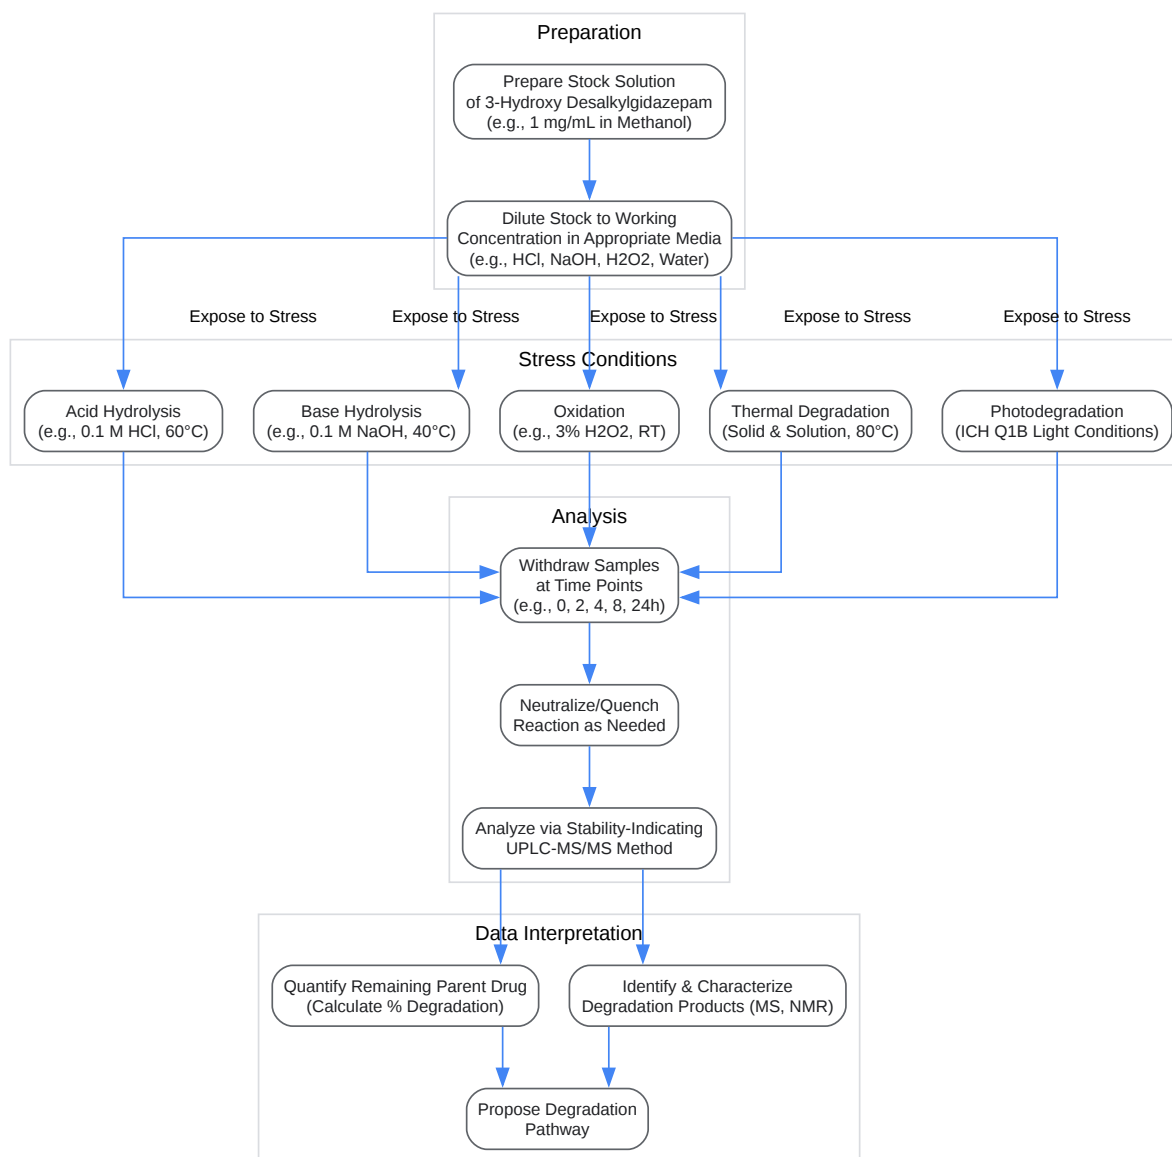 Preparation
Prepare Stock Solution
of 3-Hydroxy Desalkylgidazepam
(e.g., 1 mg/mL in Methanol)
Dilute Stock to Working
Concentration in Appropriate Media
(e.g., HCl, NaOH, H2O2, Water)
Expose to Stress
Expose to Stress
Expose to Stress
Expose to Stress
Expose to Stress
Stress Conditions
Acid Hydrolysis
(e.g., 0.1 M HCl, 60°C)
Base Hydrolysis
(e.g., 0.1 M NaOH, 40°C)
Oxidation
(e.g., 3% H2O2, RT)
Thermal Degradation
(Solid & Solution, 80°C)
Photodegradation
(ICH Q1B Light Conditions)
Analysis
Withdraw Samples
at Time Points
(e.g., 0, 2, 4, 8, 24h)
Neutralize/Quench
Reaction as Needed
Analyze via Stability-Indicating
UPLC-MS/MS Method
Data Interpretation
Quantify Remaining Parent Drug
(Calculate % Degradation)
Identify & Characterize
Degradation Products (MS, NMR)
Propose Degradation
Pathway